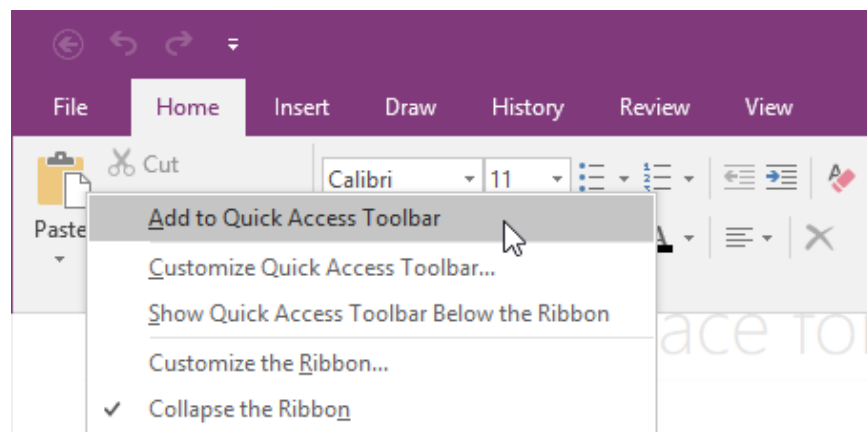 File Home Insert Draw History Review View
Cut
Calibri 11
Paste
Add to Quick Access Toolbar
A
Customize Quick Access Toolbar...
Show Quick Access Toolbar Below the Ribbon
Customize the Ribbon...
Collapse the Ribbon